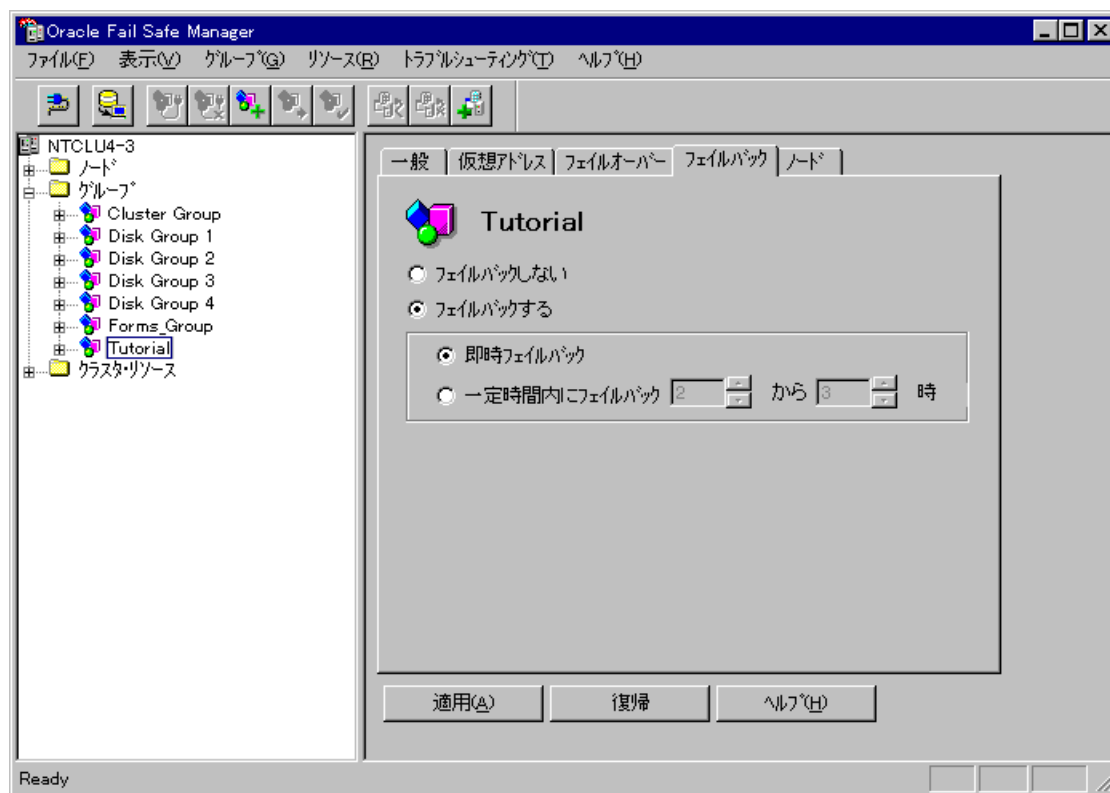 Oracle Fail Safe Manager
ファイル(F) 表示(V) グループ(G) リソース(R) トラブルシューティング(T) ヘルプ(H)
NTCLU4-3
ノード
グループ
Cluster Group
Disk Group 1
Disk Group 2
Disk Group 3
Disk Group 4
Forms_Group
Tutorial
クラスタ・リソース
一般 仮想アドレス フェイルオーバー フェイルバック ノード
Tutorial
フェイルバックしない
フェイルバックする
即時フェイルバック
一定時間内にフェイルバック 2 から 3 時
適用(A) 復帰 ヘルプ(H)
Ready